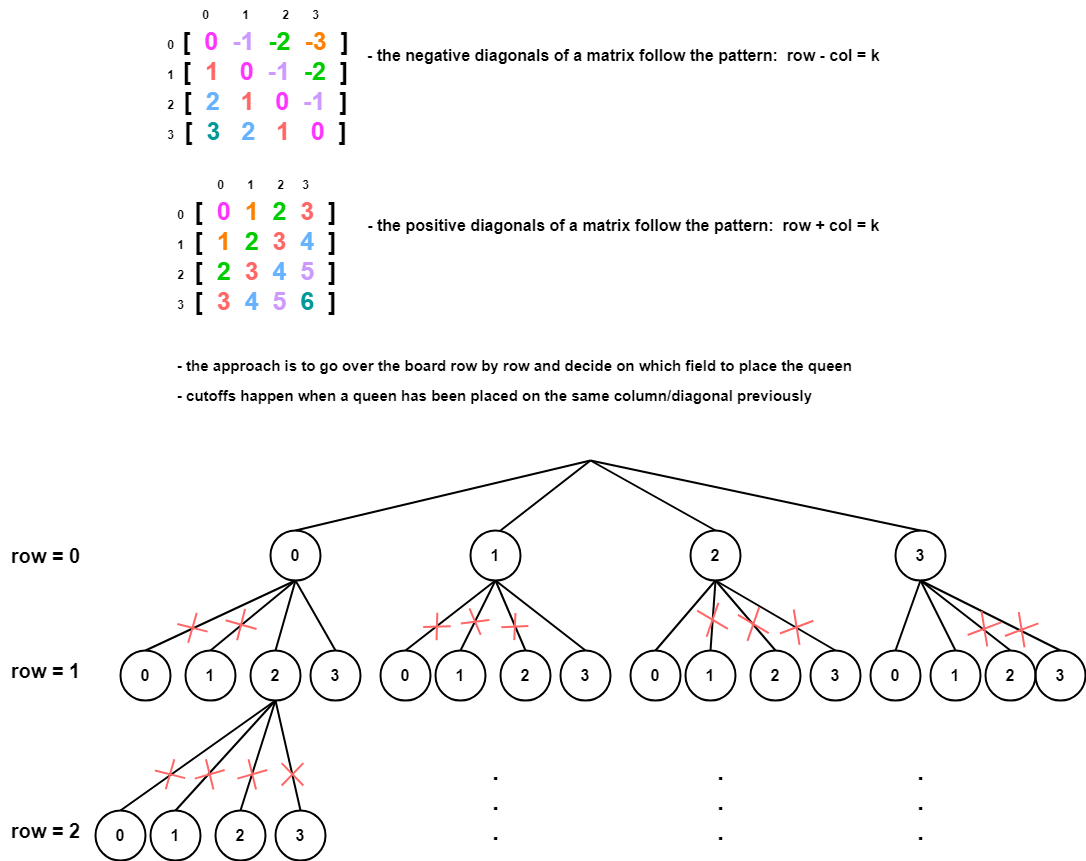 0 1 2 3
0 [ 0 -1 -2 -3 ]
- the negative diagonals of a matrix follow the pattern: row - col = k
1 [ 1 0 -1 -2 ]
2 [ 2 1 0 -1 ]
3 [ 3 2 1 0 ]
0 1 2 3
0 [ 0 1 2 3 ]
- the positive diagonals of a matrix follow the pattern: row + col = k
1 [ 1 2 3 4 ]
2 [ 2 3 4 5 ]
3 [ 3 4 5 6 ]
- the approach is to go over the board row by row and decide on which field to place the queen
- cutoffs happen when a queen has been placed on the same column/diagonal previously
row = 0 0 1 2 3
row = 1 0 1 2 3 0 1 2 3 0 1 2 3 0 1 2 3
. . .
. . .
row = 2 0 1 2 3 . . .